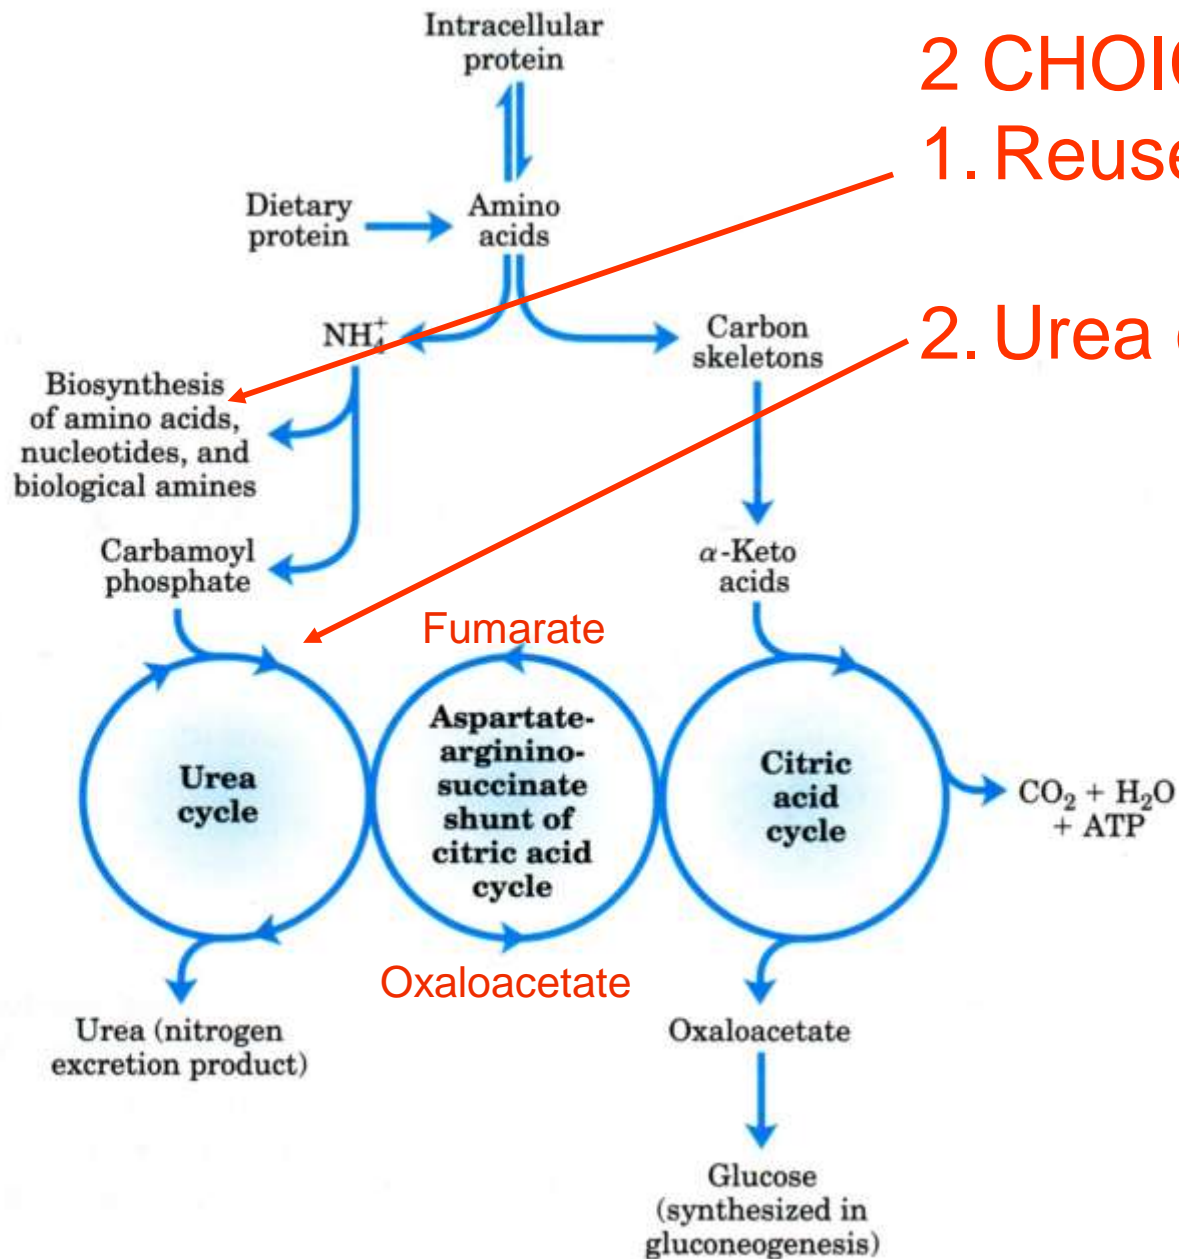 Intracellular
protein
2 CHOI
1. Reuse
Dietary
protein
Amino
acids
NH₄⁺
Carbon
skeletons
2. Urea
Biosynthesis
of amino acids,
nucleotides, and
biological amines
Carbamoyl
phosphate
α-Keto
acids
Fumarate
Urea
cycle
Aspartate-
arginino-
succinate
shunt of
citric acid
cycle
Citric
acid
cycle
CO₂ + H₂O
+ ATP
Oxaloacetate
Urea (nitrogen
excretion product)
Oxaloacetate
Glucose
(synthesized in
gluconeogenesis)